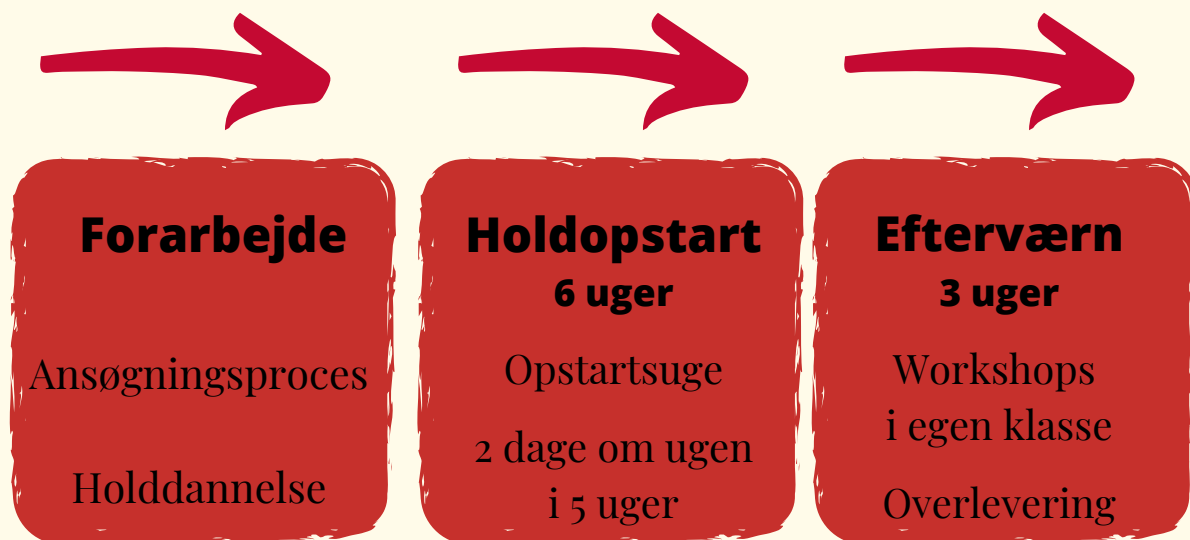 Forarbejde
Ansøgningsproces
Holddannelse
Holdopstart
6 uger
Opstartsuge
2 dage om ugen
i 5 uger
Efterværn
3 uger
Workshops
i egen klasse
Overlevering